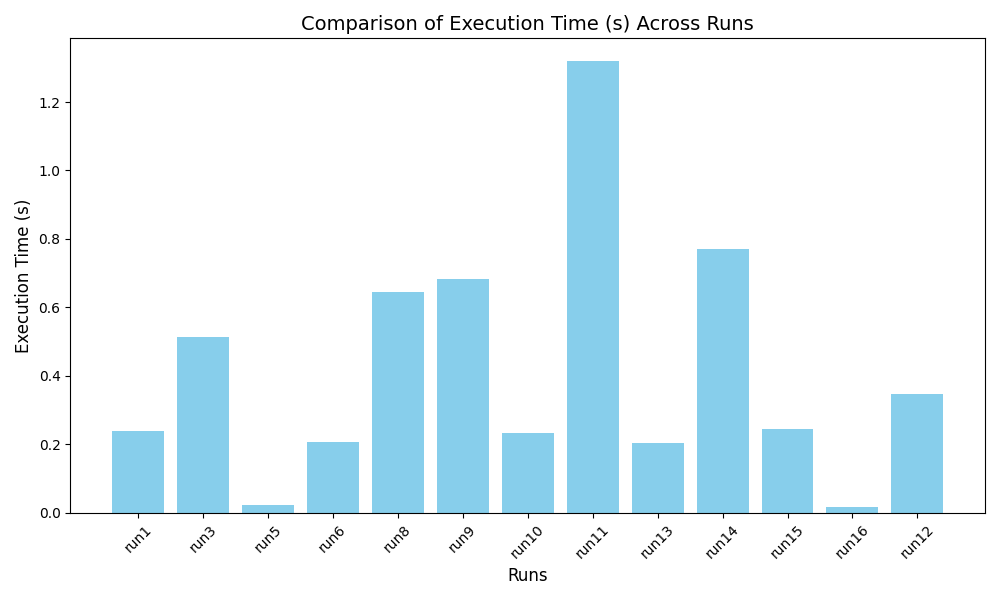 Comparison of Execution Time (s) Across Runs
Execution Time (s)
1.2
1.0
0.8
0.6
0.4
0.2
0.0
run1 run3 run5 run6 run8 run9 run10 run11 run13 run14 run15 run16 run12
Runs